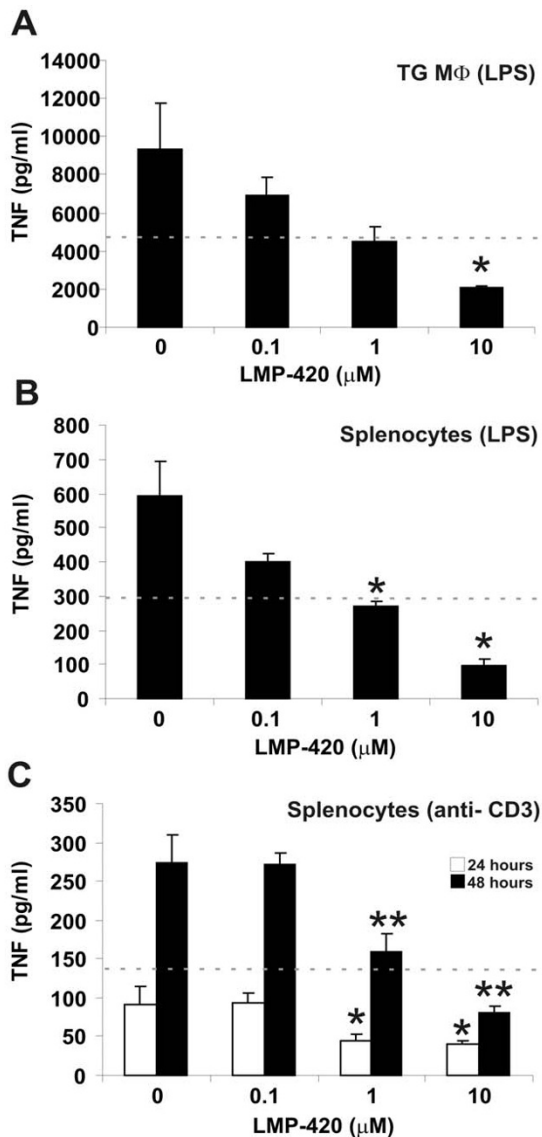 A
TG MΦ (LPS)
TNF (pg/ml)
14000
12000
10000
8000
6000
4000
2000
0
*
0 0.1 1 10
LMP-420 (μM)
B
Splenocytes (LPS)
TNF (pg/ml)
800
700
600
500
400
300
200
100
0
* *
0 0.1 1 10
LMP-420 (μM)
C
Splenocytes (anti- CD3)
24 hours
48 hours
TNF (pg/ml)
350
300
250
200
150
100
50
0
* ** * **
0 0.1 1 10
LMP-420 (μM)